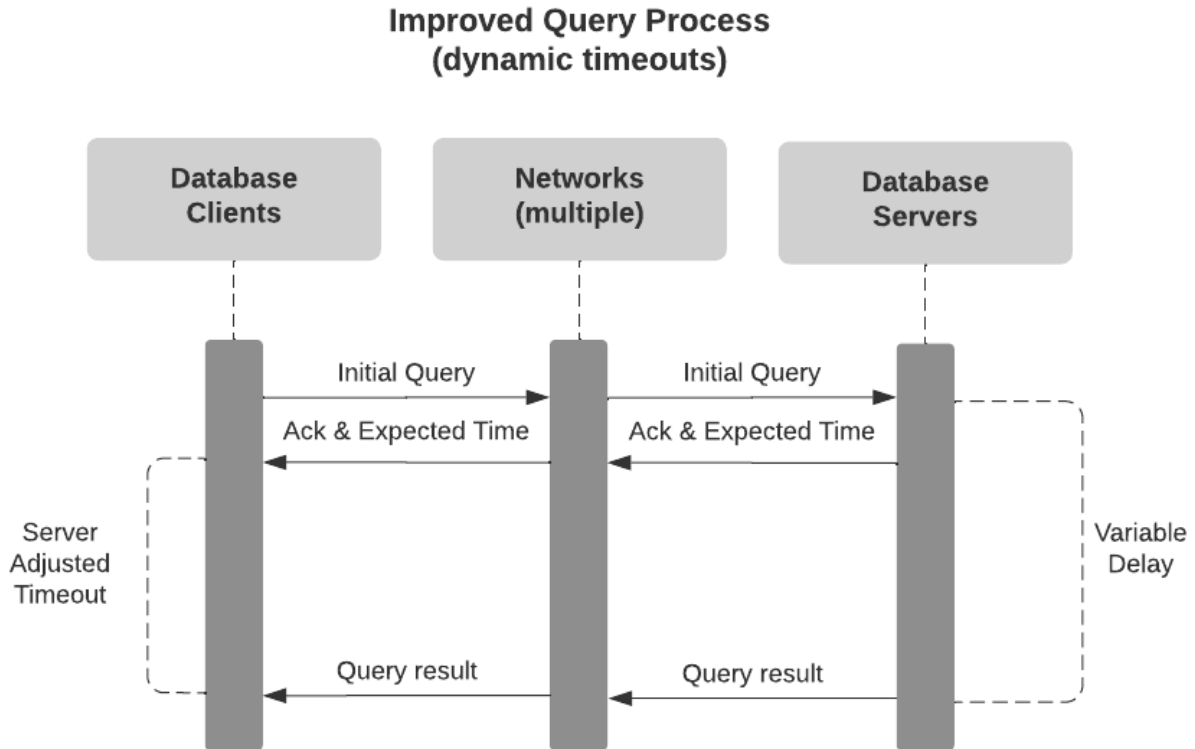 Improved Query Process
(dynamic timeouts)
Database
Clients
Networks
(multiple)
Database
Servers
Initial Query
Initial Query
Ack & Expected Time
Ack & Expected Time
Server
Adjusted
Timeout
Variable
Delay
Query result
Query result